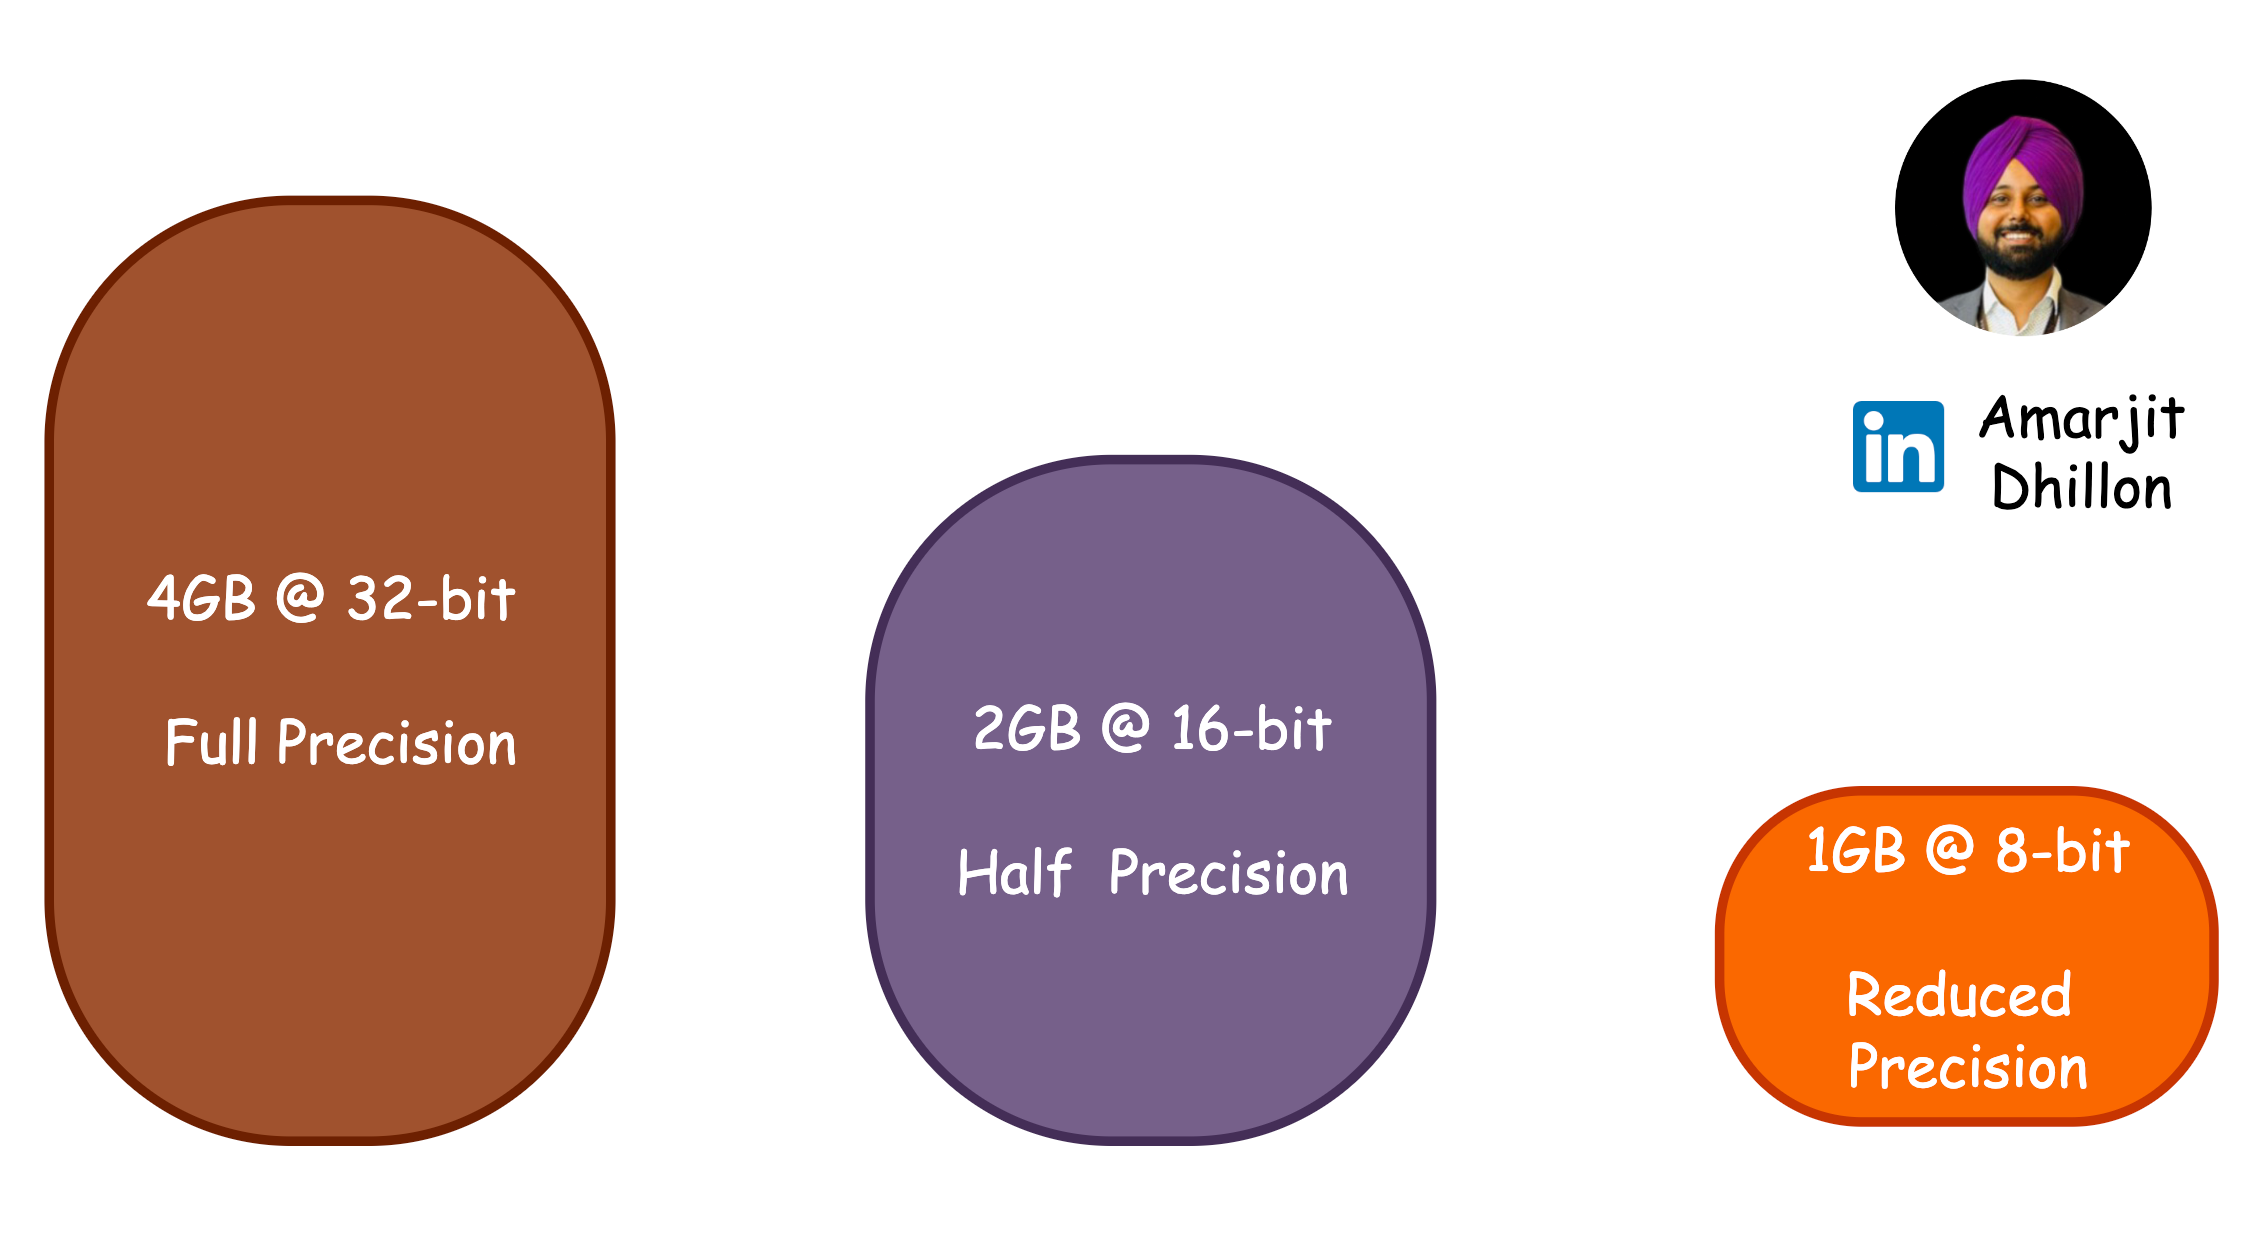 4GB @ 32-bit
Full Precision
2GB @ 16-bit
Half  Precision
in
Amarjit
Dhillon
1GB @ 8-bit
Reduced
Precision